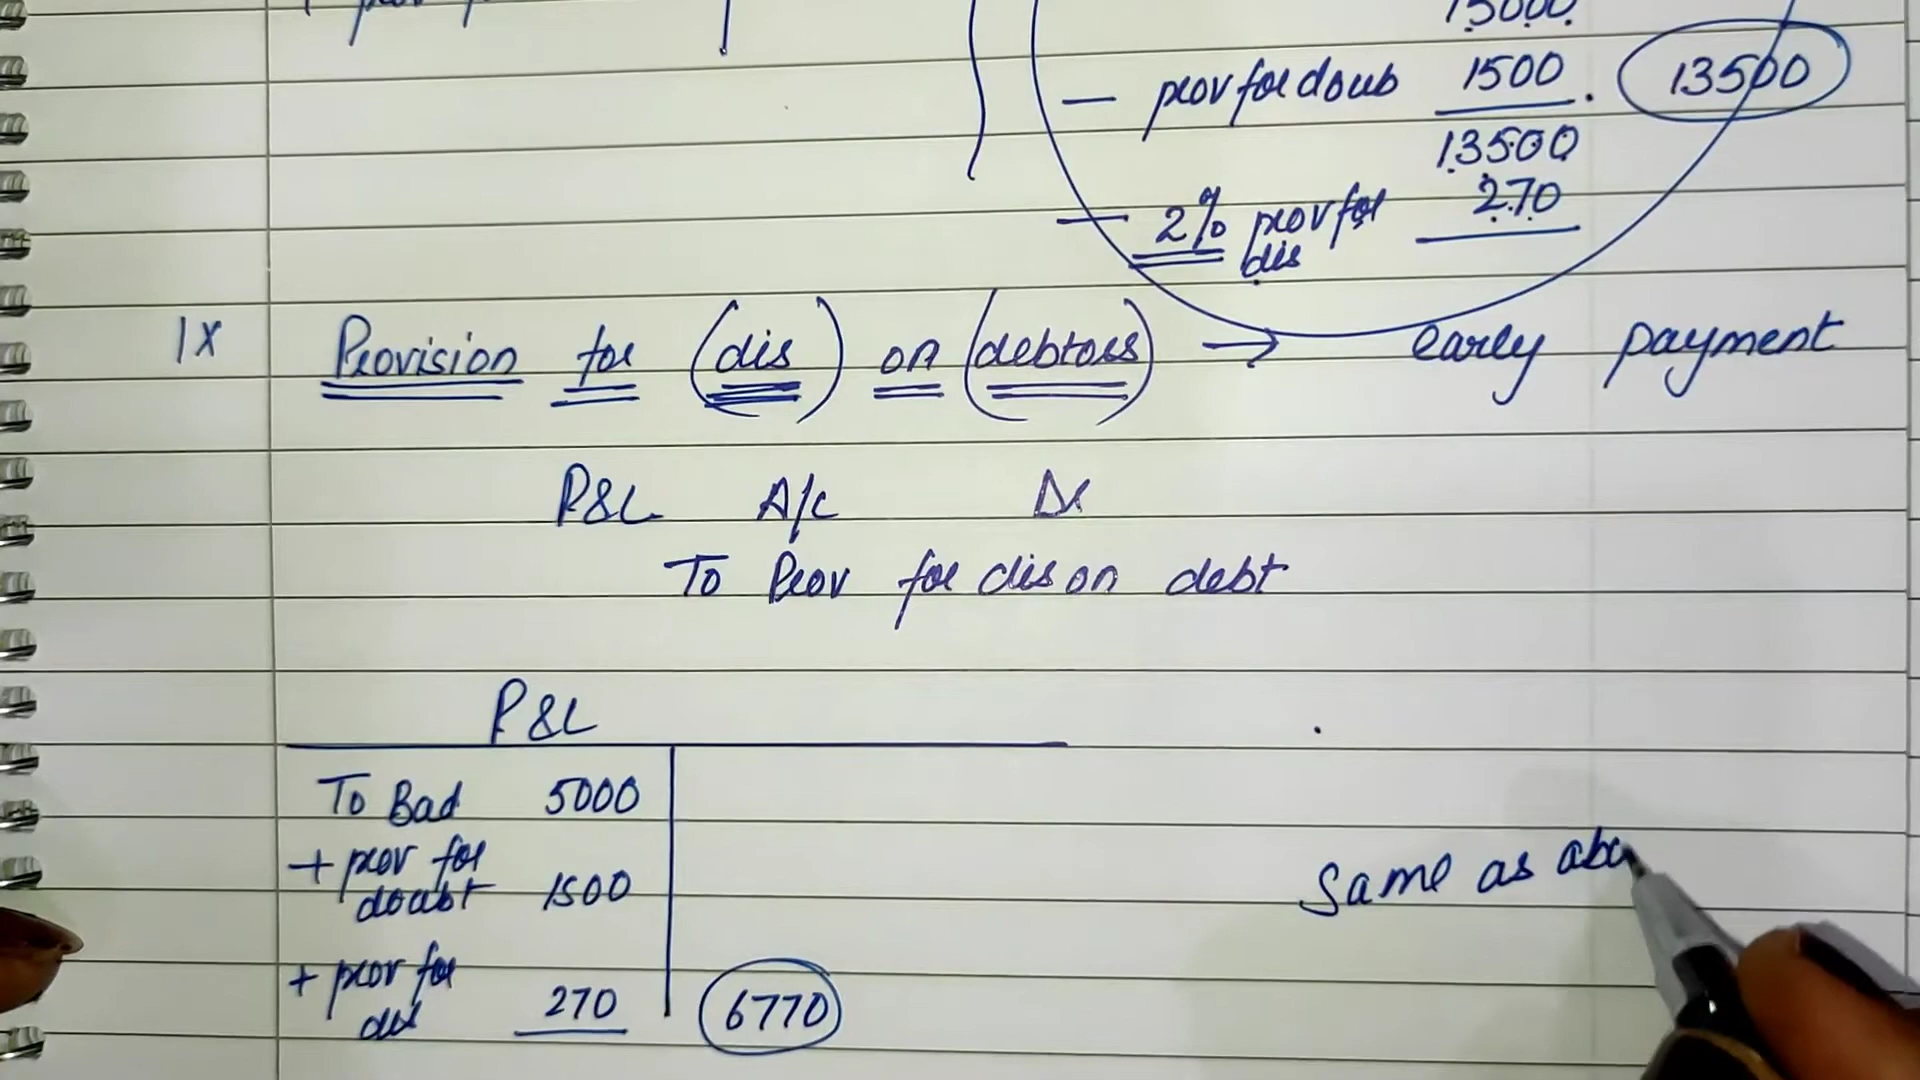 15000
— prov for doub 1500 . 13500
13500
— 2% prov for 270
dis
IX Provision for (dis) on (debtors) → early payment
P&L A/c Dr
To Prov for dis on debt
P&L
To Bad 5000
+ prov for
doubt 1500
Same as abo
+ prov for
dis 270 6770